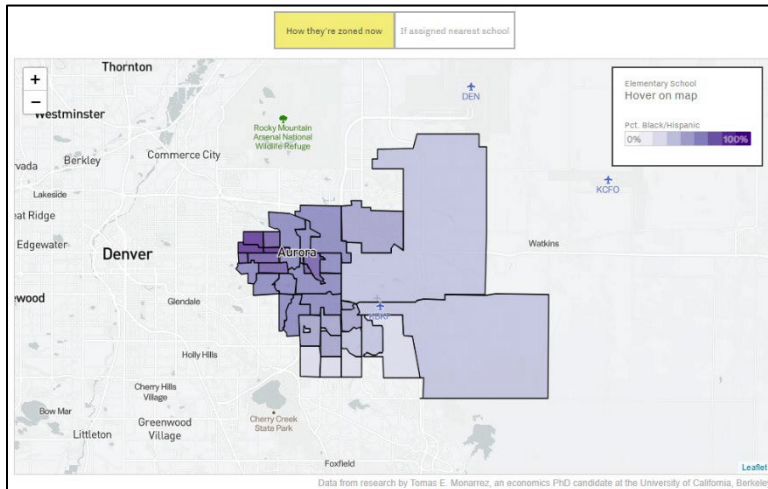 How they're zoned now
If assigned nearest school
+
−
Thornton
Westminster
Rocky Mountain
Arsenal National
Wildlife Refuge
DEN
Elementary School
Hover on map
Pct. Black/Hispanic
0%
100%
vada
Berkley
Commerce City
KCFO
Lakeside
eat Ridge
Edgewater
Denver
Aurora
Watkins
ewood
Glendale
KBKF
Holly Hills
Cherry Hills
Village
Bow Mar
Greenwood
Village
Littleton
Cherry Creek
State Park
Foxfield
Leaflet
Data from research by Tomas E. Monarrez, an economics PhD candidate at the University of California, Berkeley